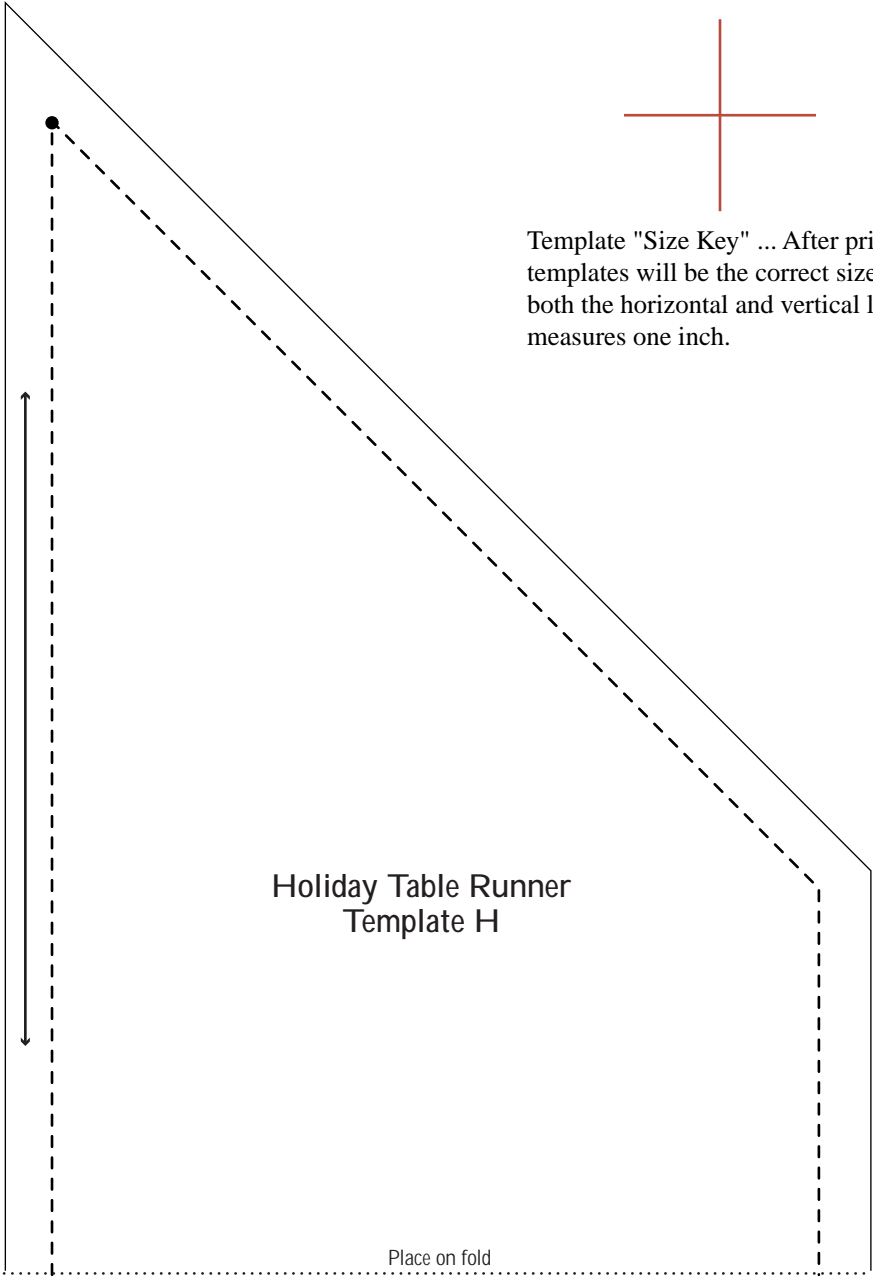 Template "Size Key" ... After
templates will be the correct size
both the horizontal and vertical
measures one inch.
Holiday Table Runner
Template H
Place on fold